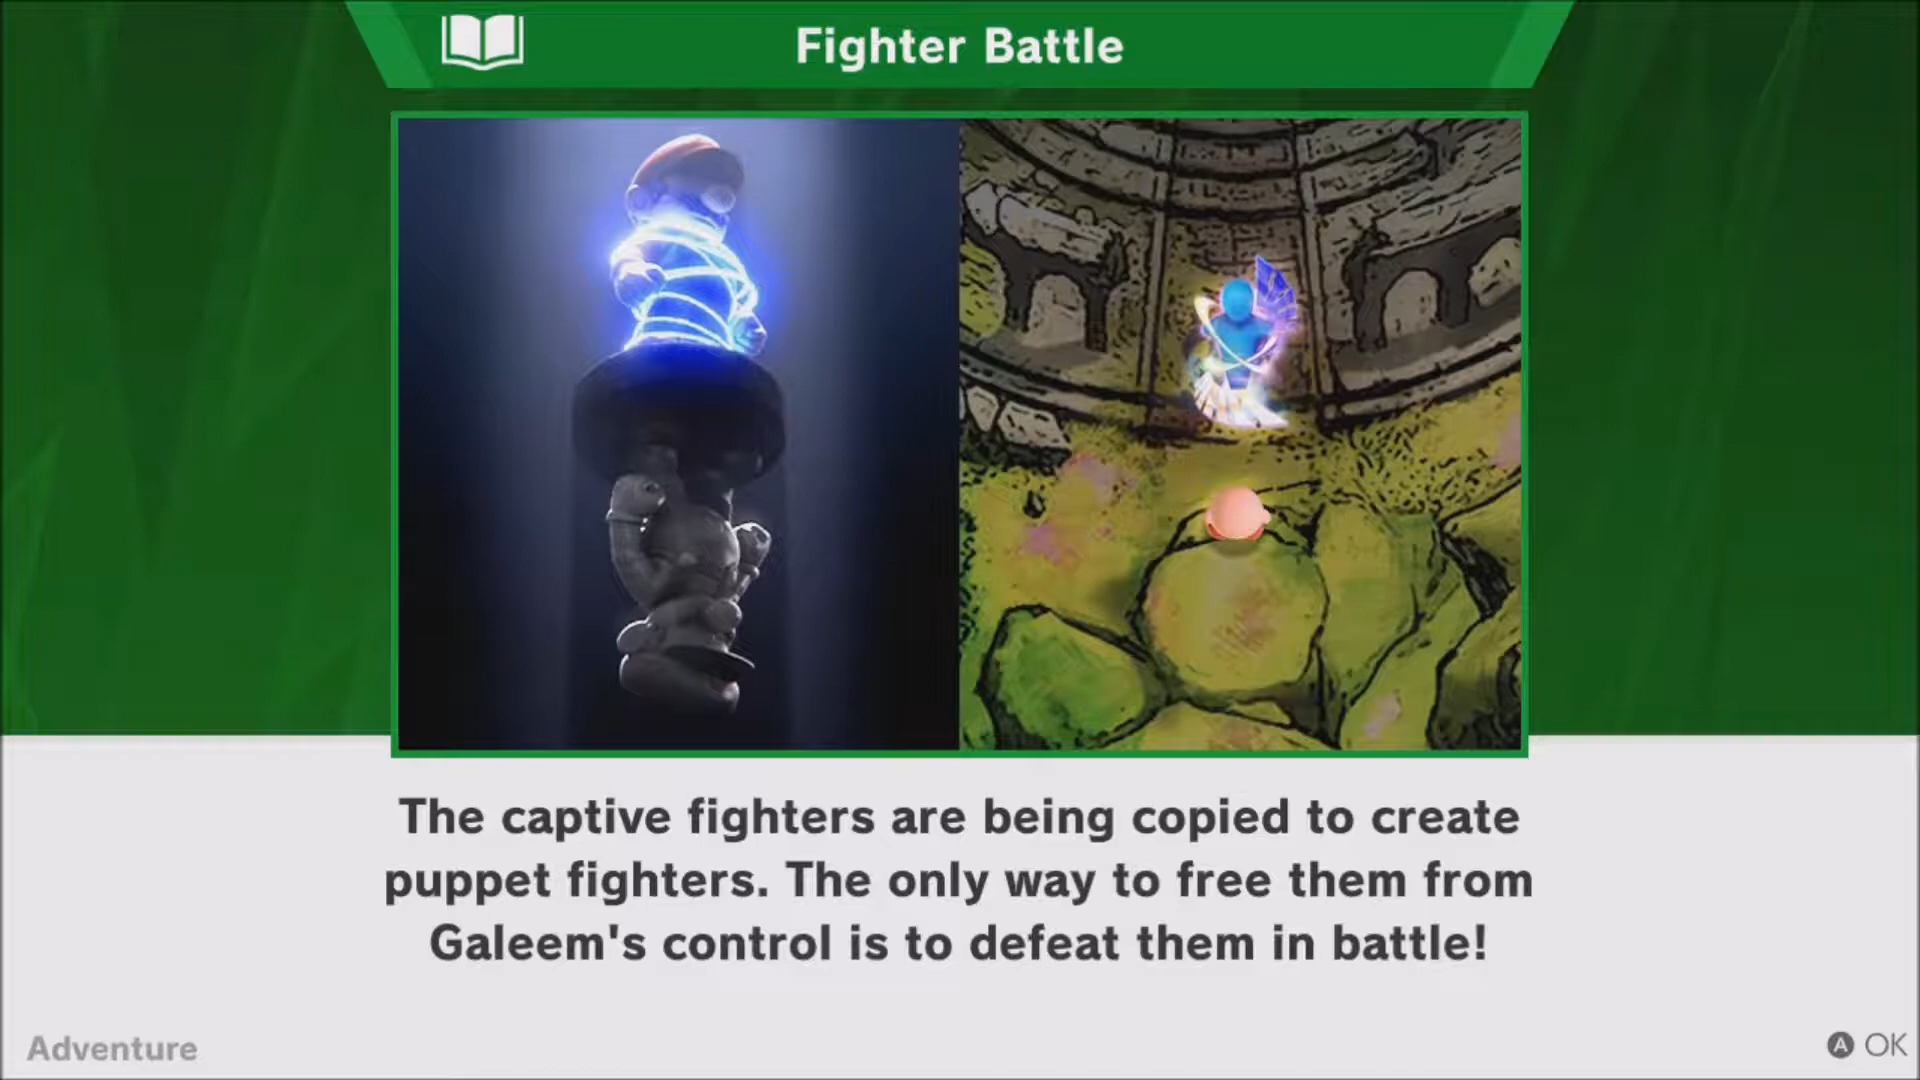 Fighter Battle
The captive fighters are being copied to create
puppet fighters. The only way to free them from
Galeem's control is to defeat them in battle!
Adventure
A OK